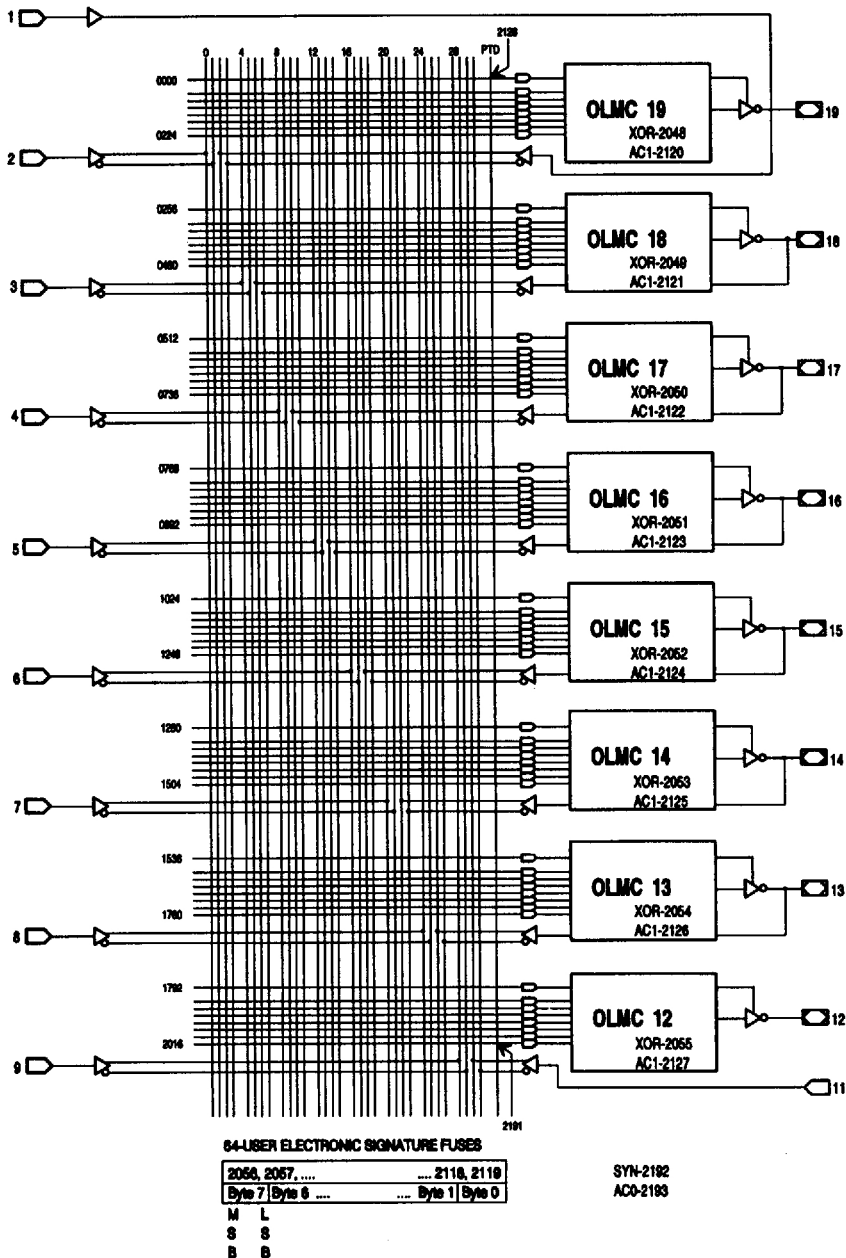 1
2128
0 4 8 12 16 20 24 28 PTD
0000
OLMC 19
XOR-2048
AC1-2120
19
0224
2
0256
OLMC 18
XOR-2049
AC1-2121
18
0480
3
0512
OLMC 17
XOR-2050
AC1-2122
17
0736
4
0768
OLMC 16
XOR-2051
AC1-2123
16
0992
5
1024
OLMC 15
XOR-2052
AC1-2124
15
1248
6
1280
OLMC 14
XOR-2053
AC1-2125
14
1504
7
1536
OLMC 13
XOR-2054
AC1-2126
13
1760
8
1792
OLMC 12
XOR-2055
AC1-2127
12
2016
9
11
2191
64-USER ELECTRONIC SIGNATURE FUSES
2056, 2057, .... .... 2118, 2119
Byte 7 Byte 6 .... .... Byte 1 Byte 0
M L
S S
B B
SYN-2192
AC0-2193